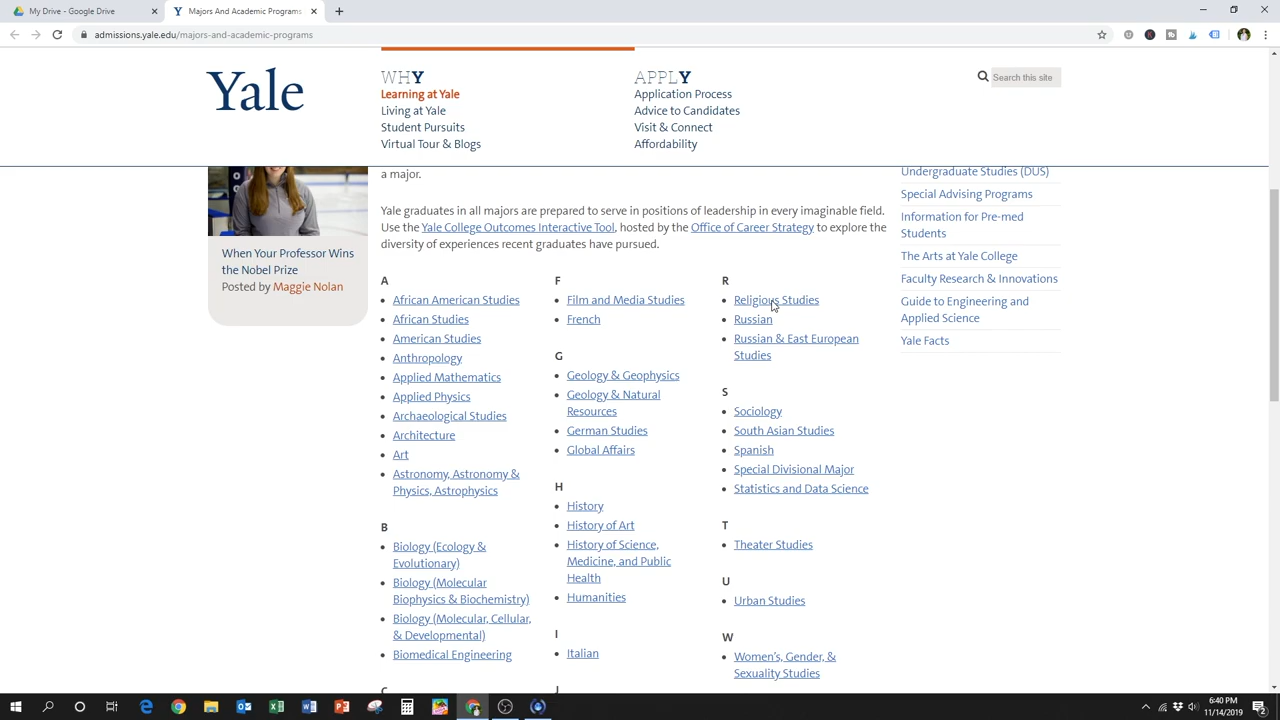 My Drive - Google Drive
Majors And Academic Programs
admissions.yale.edu/majors-and-academic-programs
Yale
WHY
Learning at Yale
Living at Yale
Student Pursuits
Virtual Tour & Blogs
APPLY
Application Process
Advice to Candidates
Visit & Connect
Affordability
Search this site
When Your Professor Wins
the Nobel Prize
Posted by Maggie Nolan
a major.
Yale graduates in all majors are prepared to serve in positions of leadership in every imaginable field.
Use the Yale College Outcomes Interactive Tool, hosted by the Office of Career Strategy to explore the
diversity of experiences recent graduates have pursued.
A
African American Studies
African Studies
American Studies
Anthropology
Applied Mathematics
Applied Physics
Archaeological Studies
Architecture
Art
Astronomy, Astronomy &
Physics, Astrophysics
B
Biology (Ecology &
Evolutionary)
Biology (Molecular
Biophysics & Biochemistry)
Biology (Molecular, Cellular,
& Developmental)
Biomedical Engineering
C
F
Film and Media Studies
French
G
Geology & Geophysics
Geology & Natural
Resources
German Studies
Global Affairs
H
History
History of Art
History of Science,
Medicine, and Public
Health
Humanities
I
Italian
J
R
Religious Studies
Russian
Russian & East European
Studies
S
Sociology
South Asian Studies
Spanish
Special Divisional Major
Statistics and Data Science
T
Theater Studies
U
Urban Studies
W
Women's, Gender, &
Sexuality Studies
Undergraduate Studies (DUS)
Special Advising Programs
Information for Pre-med
Students
The Arts at Yale College
Faculty Research & Innovations
Guide to Engineering and
Applied Science
Yale Facts
6:40 PM
11/14/2019